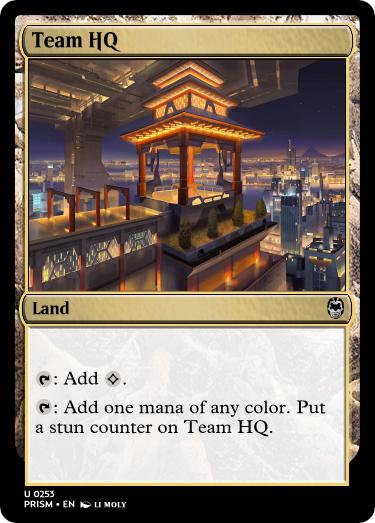 Team HQ
Land
: Add .
: Add one mana of any color. Put
a stun counter on Team HQ.
U 0253
PRISM • EN LI MOLY